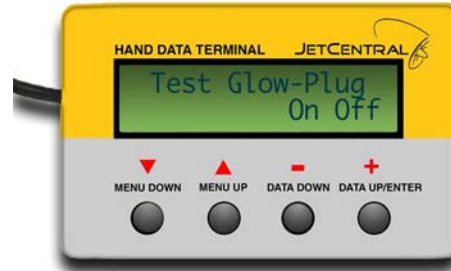 HAND DATA TERMINAL JETCENTRAL
Test Glow-Plug
On Off
MENU DOWN MENU UP DATA DOWN DATA UP/ENTER